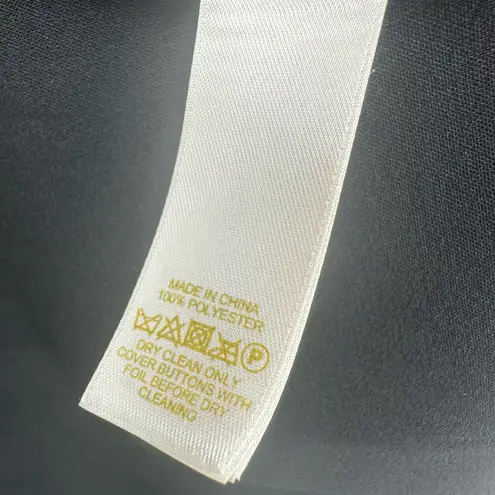 MADE IN CHINA
100% POLYESTER
P
DRY CLEAN ONLY
COVER BUTTONS WITH
FOIL BEFORE DRY
CLEANING